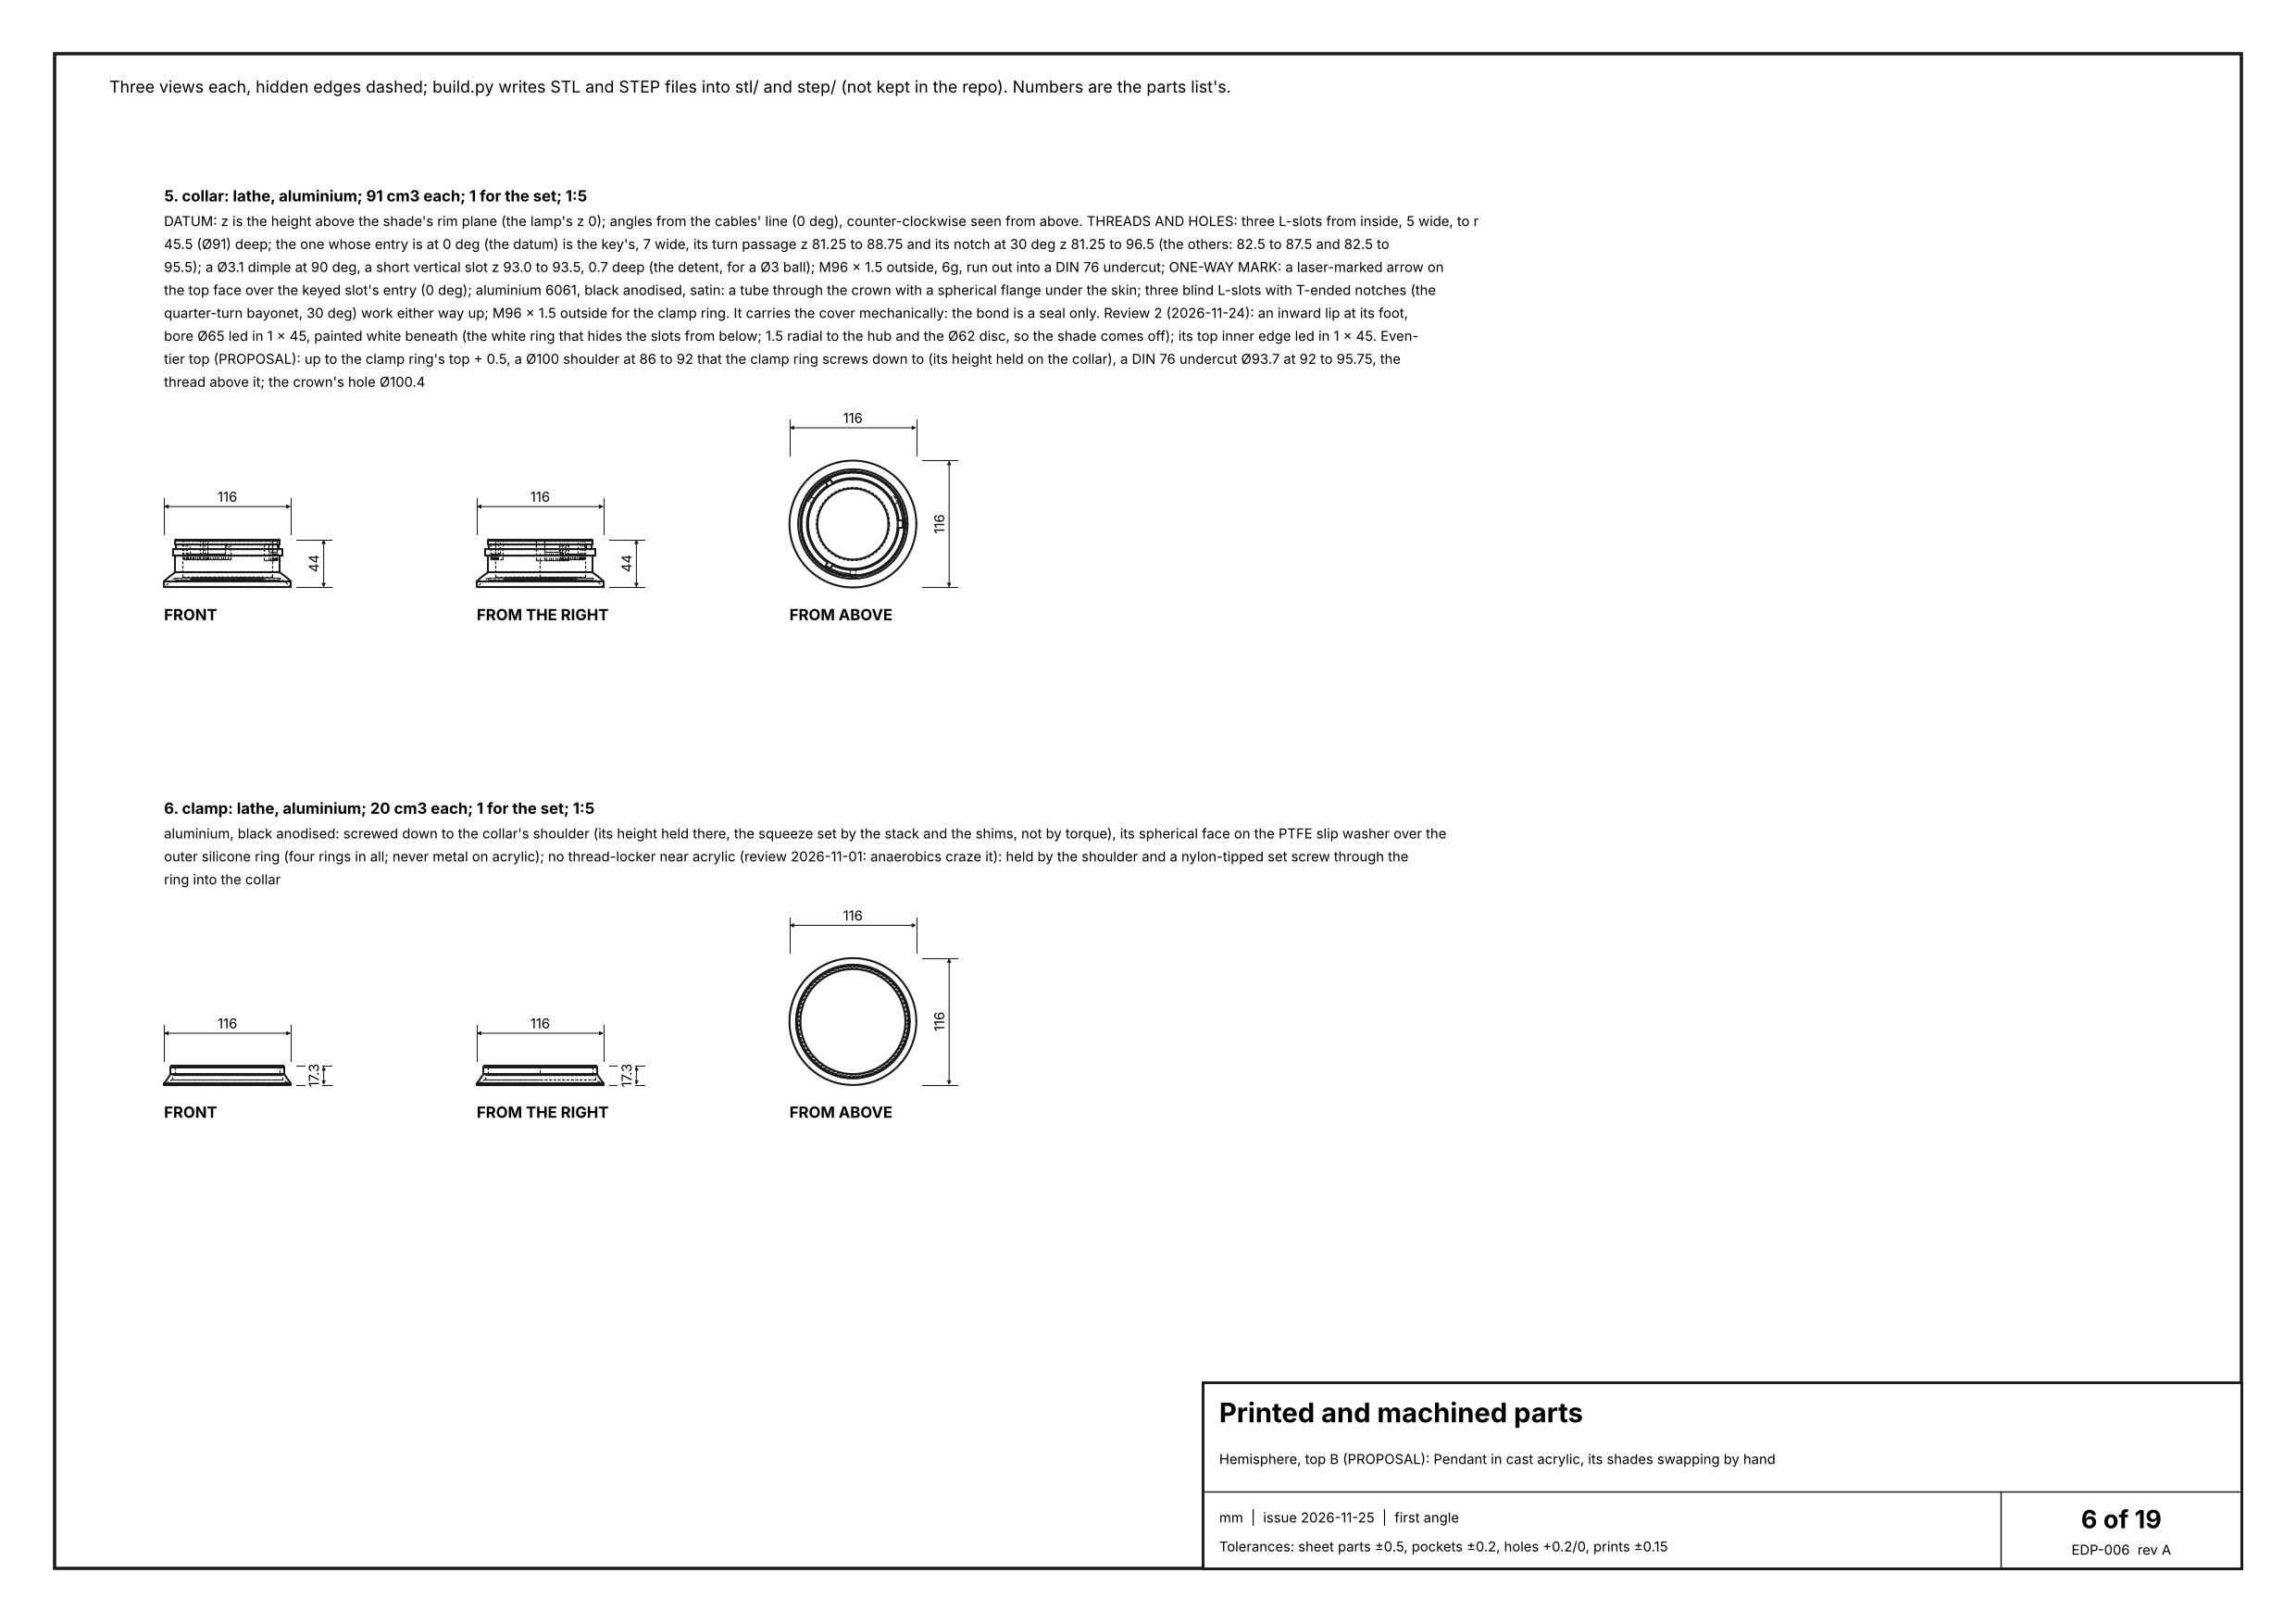 Three views each, hidden edges dashed; build.py writes STL and STEP files into stl/ and step/ (not kept in the repo). Numbers are the parts list's.
5. collar: lathe, aluminium; 91 cm3 each; 1 for the set; 1:5
DATUM: z is the height above the shade's rim plane (the lamp's z 0); angles from the cables' line (0 deg), counter-clockwise seen from above. THREADS AND HOLES: three L-slots from inside, 5 wide, to r
45.5 (Ø91) deep; the one whose entry is at 0 deg (the datum) is the key's, 7 wide, its turn passage z 81.25 to 88.75 and its notch at 30 deg z 81.25 to 96.5 (the others: 82.5 to 87.5 and 82.5 to
95.5); a Ø3.1 dimple at 90 deg, a short vertical slot z 93.0 to 93.5, 0.7 deep (the detent, for a Ø3 ball); M96 × 1.5 outside, 6g, run out into a DIN 76 undercut; ONE-WAY MARK: a laser-marked arrow on
the top face over the keyed slot's entry (0 deg); aluminium 6061, black anodised, satin: a tube through the crown with a spherical flange under the skin; three blind L-slots with T-ended notches (the
quarter-turn bayonet, 30 deg) work either way up; M96 × 1.5 outside for the clamp ring. It carries the cover mechanically: the bond is a seal only. Review 2 (2026-11-24): an inward lip at its foot,
bore Ø65 led in 1 × 45, painted white beneath (the white ring that hides the slots from below; 1.5 radial to the hub and the Ø62 disc, so the shade comes off); its top inner edge led in 1 × 45. Even-
tier top (PROPOSAL): up to the clamp ring's top + 0.5, a Ø100 shoulder at 86 to 92 that the clamp ring screws down to (its height held on the collar), a DIN 76 undercut Ø93.7 at 92 to 95.75, the
thread above it; the crown's hole Ø100.4
116
116
116
44
44
116
FRONT
FROM THE RIGHT
FROM ABOVE
6. clamp: lathe, aluminium; 20 cm3 each; 1 for the set; 1:5
aluminium, black anodised: screwed down to the collar's shoulder (its height held there, the squeeze set by the stack and the shims, not by torque), its spherical face on the PTFE slip washer over the
outer silicone ring (four rings in all; never metal on acrylic); no thread-locker near acrylic (review 2026-11-01: anaerobics craze it): held by the shoulder and a nylon-tipped set screw through the
ring into the collar
116
116
116
17.3
17.3
116
FRONT
FROM THE RIGHT
FROM ABOVE
Printed and machined parts
Hemisphere, top B (PROPOSAL): Pendant in cast acrylic, its shades swapping by hand
mm | issue 2026-11-25 | first angle
Tolerances: sheet parts ±0.5, pockets ±0.2, holes +0.2/0, prints ±0.15
6 of 19
EDP-006 rev A